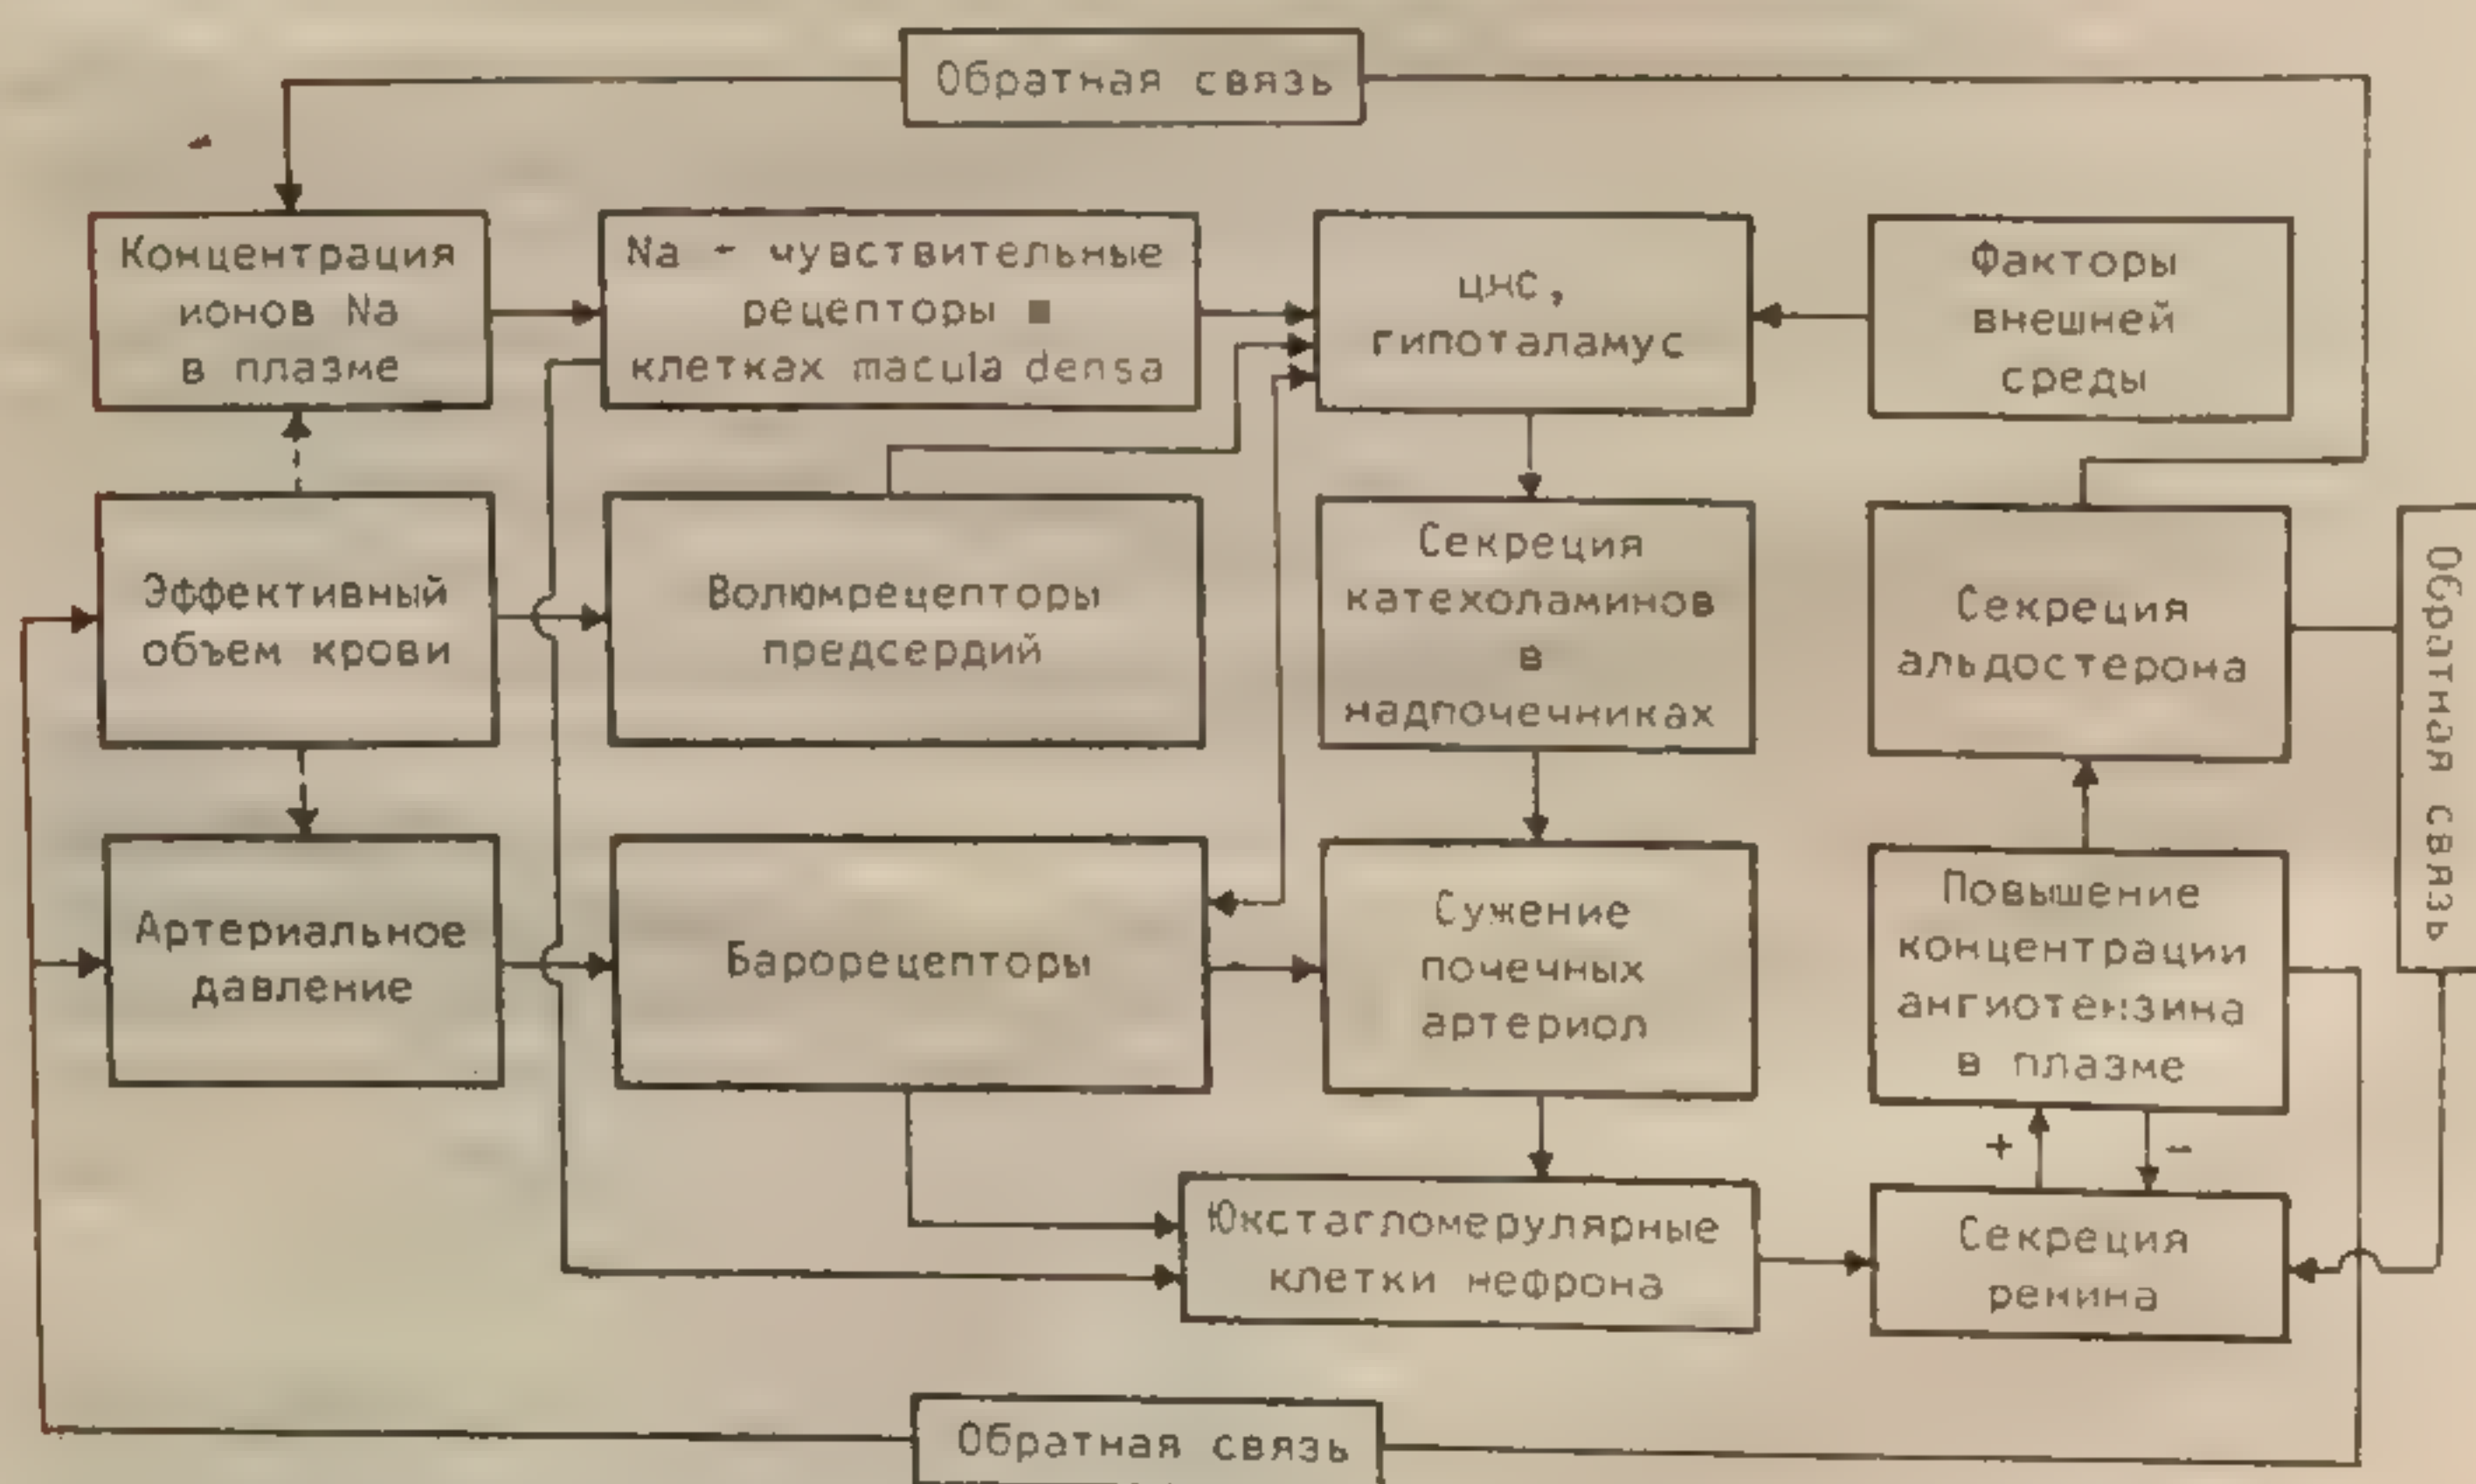 Обратная связь
Концентрация
ионов Na
в плазме
Na - чувствительные
рецепторы ■
клетках macula densa
ЦНС,
гипоталамус
Факторы
внешней
среды
Эффективный
объем крови
Волюмрецепторы
предсердий
Секреция
катехоламинов
в
надпочечниках
Секреция
альдостерона
Обратная связь
Артериальное
давление
Барорецепторы
Сужение
почечных
артериол
Повышение
концентрации
ангиотензина
в плазме
+
-
Юкстагломерулярные
клетки нефрона
Секреция
ренина
Обратная связь